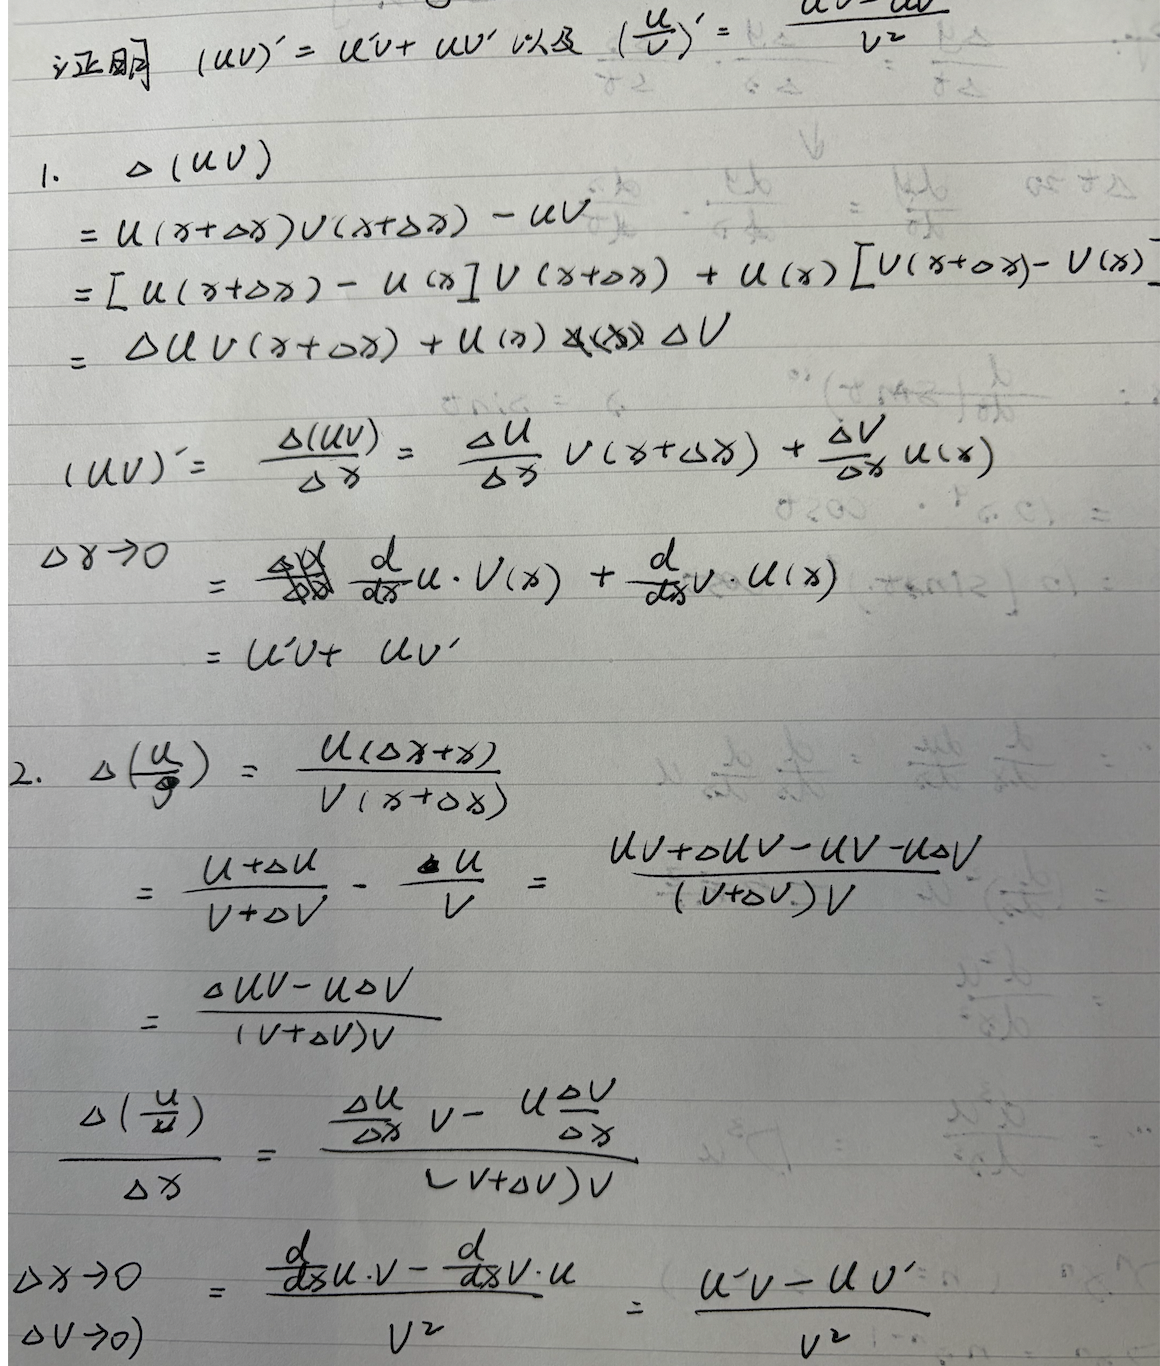 证明 (uv)′ = u′v + uv′ 以及 (u/v)′ = (u′v − uv′)/v²
1. Δ(uv)
= u(x+Δx)v(x+Δx) − uv
= [u(x+Δx) − u(x)]v(x+Δx) + u(x)[v(x+Δx) − v(x)]
= Δu v(x+Δx) + u(x) Δv
(uv)′ = Δ(uv)/Δx = Δu/Δx v(x+Δx) + Δv/Δx u(x)
Δx→0 = d/dx u · v(x) + d/dx v · u(x)
= u′v + uv′
2. Δ(u/v) = u(Δx+x)/v(x+Δx)
= (u+Δu)/(v+Δv) − u/v = (uv+Δuv−uv−uΔv)/((v+Δv)v)
= (Δuv − uΔv)/((v+Δv)v)
Δ(u/v)/Δx = (Δu/Δx v − u Δv/Δx)/((v+Δv)v)
Δx→0 = (d/dx u·v − d/dx v·u)/v² = (u′v − uv′)/v²
Δv→0)